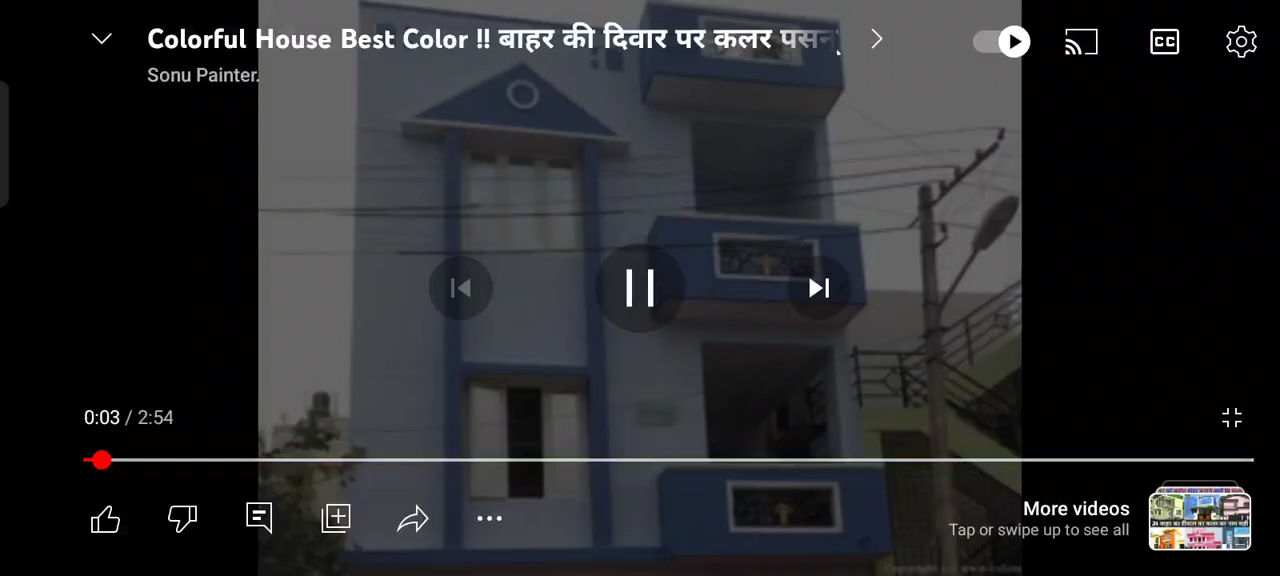 Colorful House Best Color !! बाहर की दिवार पर कलर
Sonu Painter.
CC
0:03 / 2:54
More videos
Tap or swipe up to see all